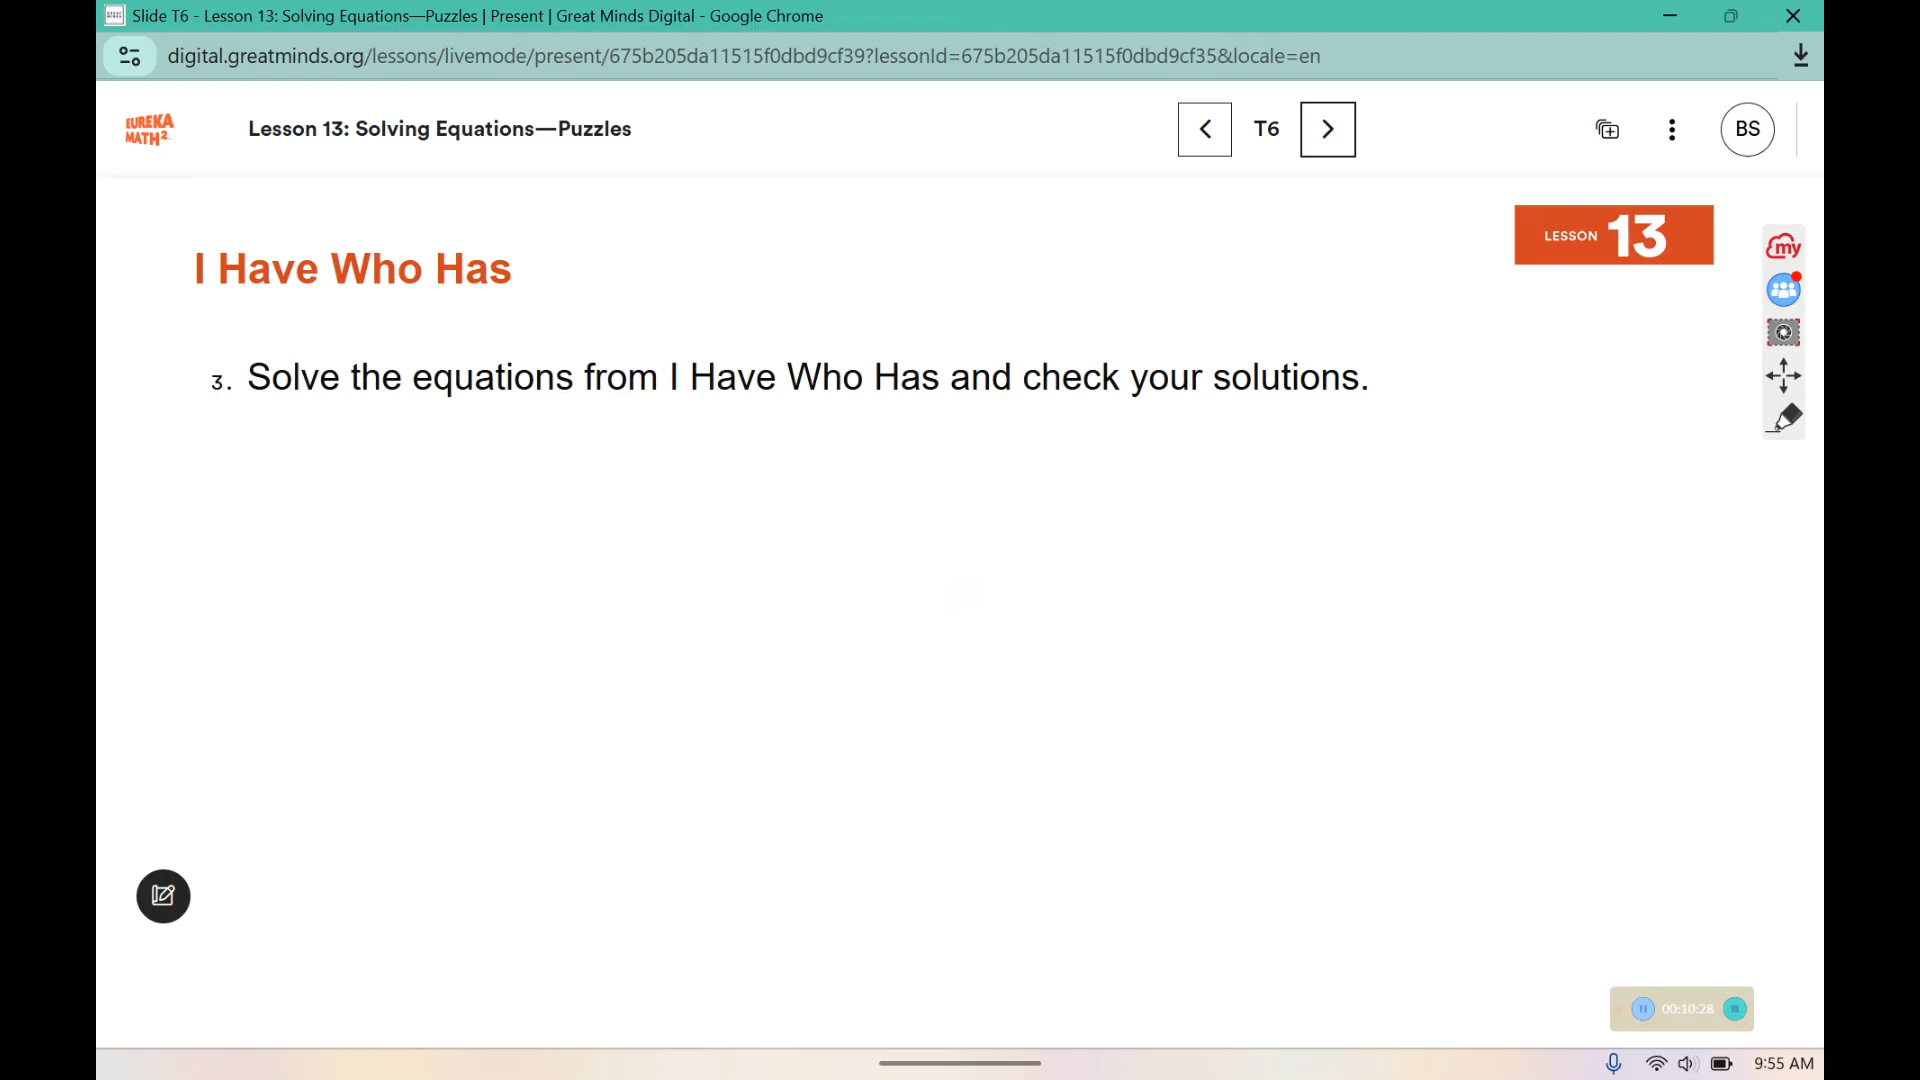 Slide T6 - Lesson 13: Solving Equations—Puzzles | Present | Great Minds Digital - Google Chrome
digital.greatminds.org/lessons/livemode/present/675b205da11515f0dbd9cf39?lessonId=675b205da11515f0dbd9cf35&locale=en
EUREKA
MATH²
Lesson 13: Solving Equations—Puzzles
T6
BS
LESSON 13
my
I Have Who Has
3. Solve the equations from I Have Who Has and check your solutions.
00:10:28
9:55 AM